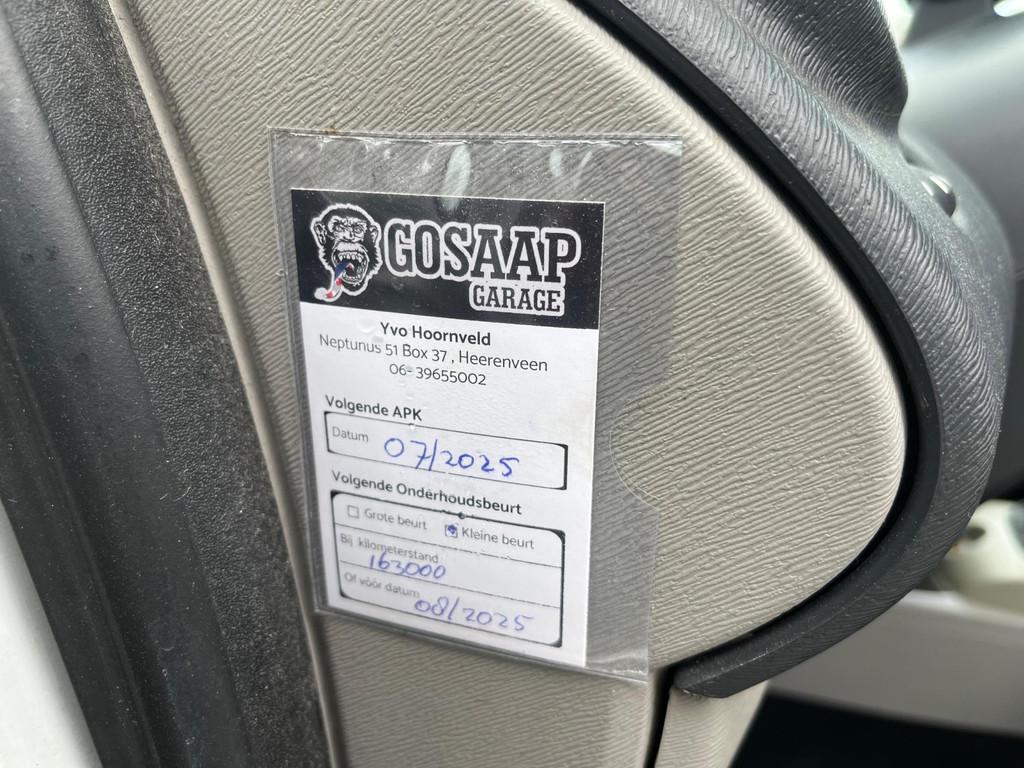 GOSAAP
GARAGE
Yvo Hoornveld
Neptunus 51 Box 37 , Heerenveen
06- 39655002
Volgende APK
Datum 07/2025
Volgende Onderhoudsbeurt
Grote beurt Kleine beurt
Bij kilometerstand
163000
Of vóór datum
08/2025